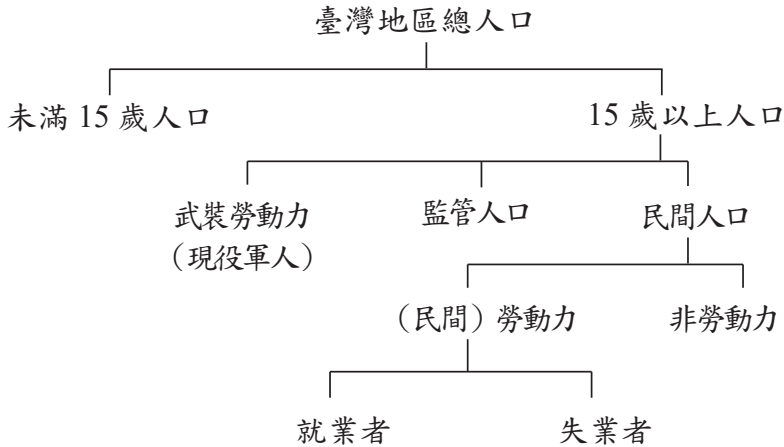 臺灣地區總人口
未滿 15 歲人口
15 歲以上人口
武裝勞動力
（現役軍人）
監管人口
民間人口
（民間）勞動力
非勞動力
就業者
失業者